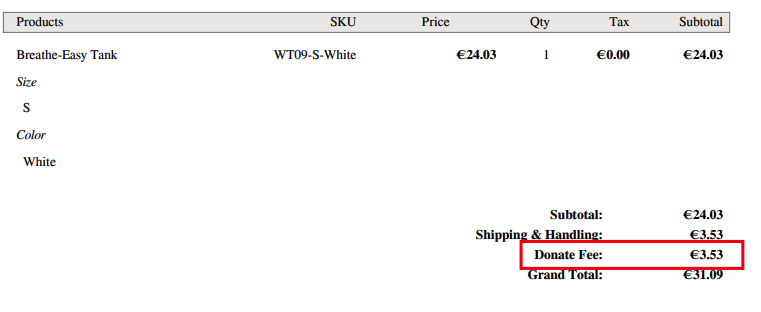 Products SKU Price Qty Tax Subtotal
Breathe-Easy Tank WT09-S-White €24.03 1 €0.00 €24.03
Size
S
Color
White
Subtotal: €24.03
Shipping & Handling: €3.53
Donate Fee: €3.53
Grand Total: €31.09